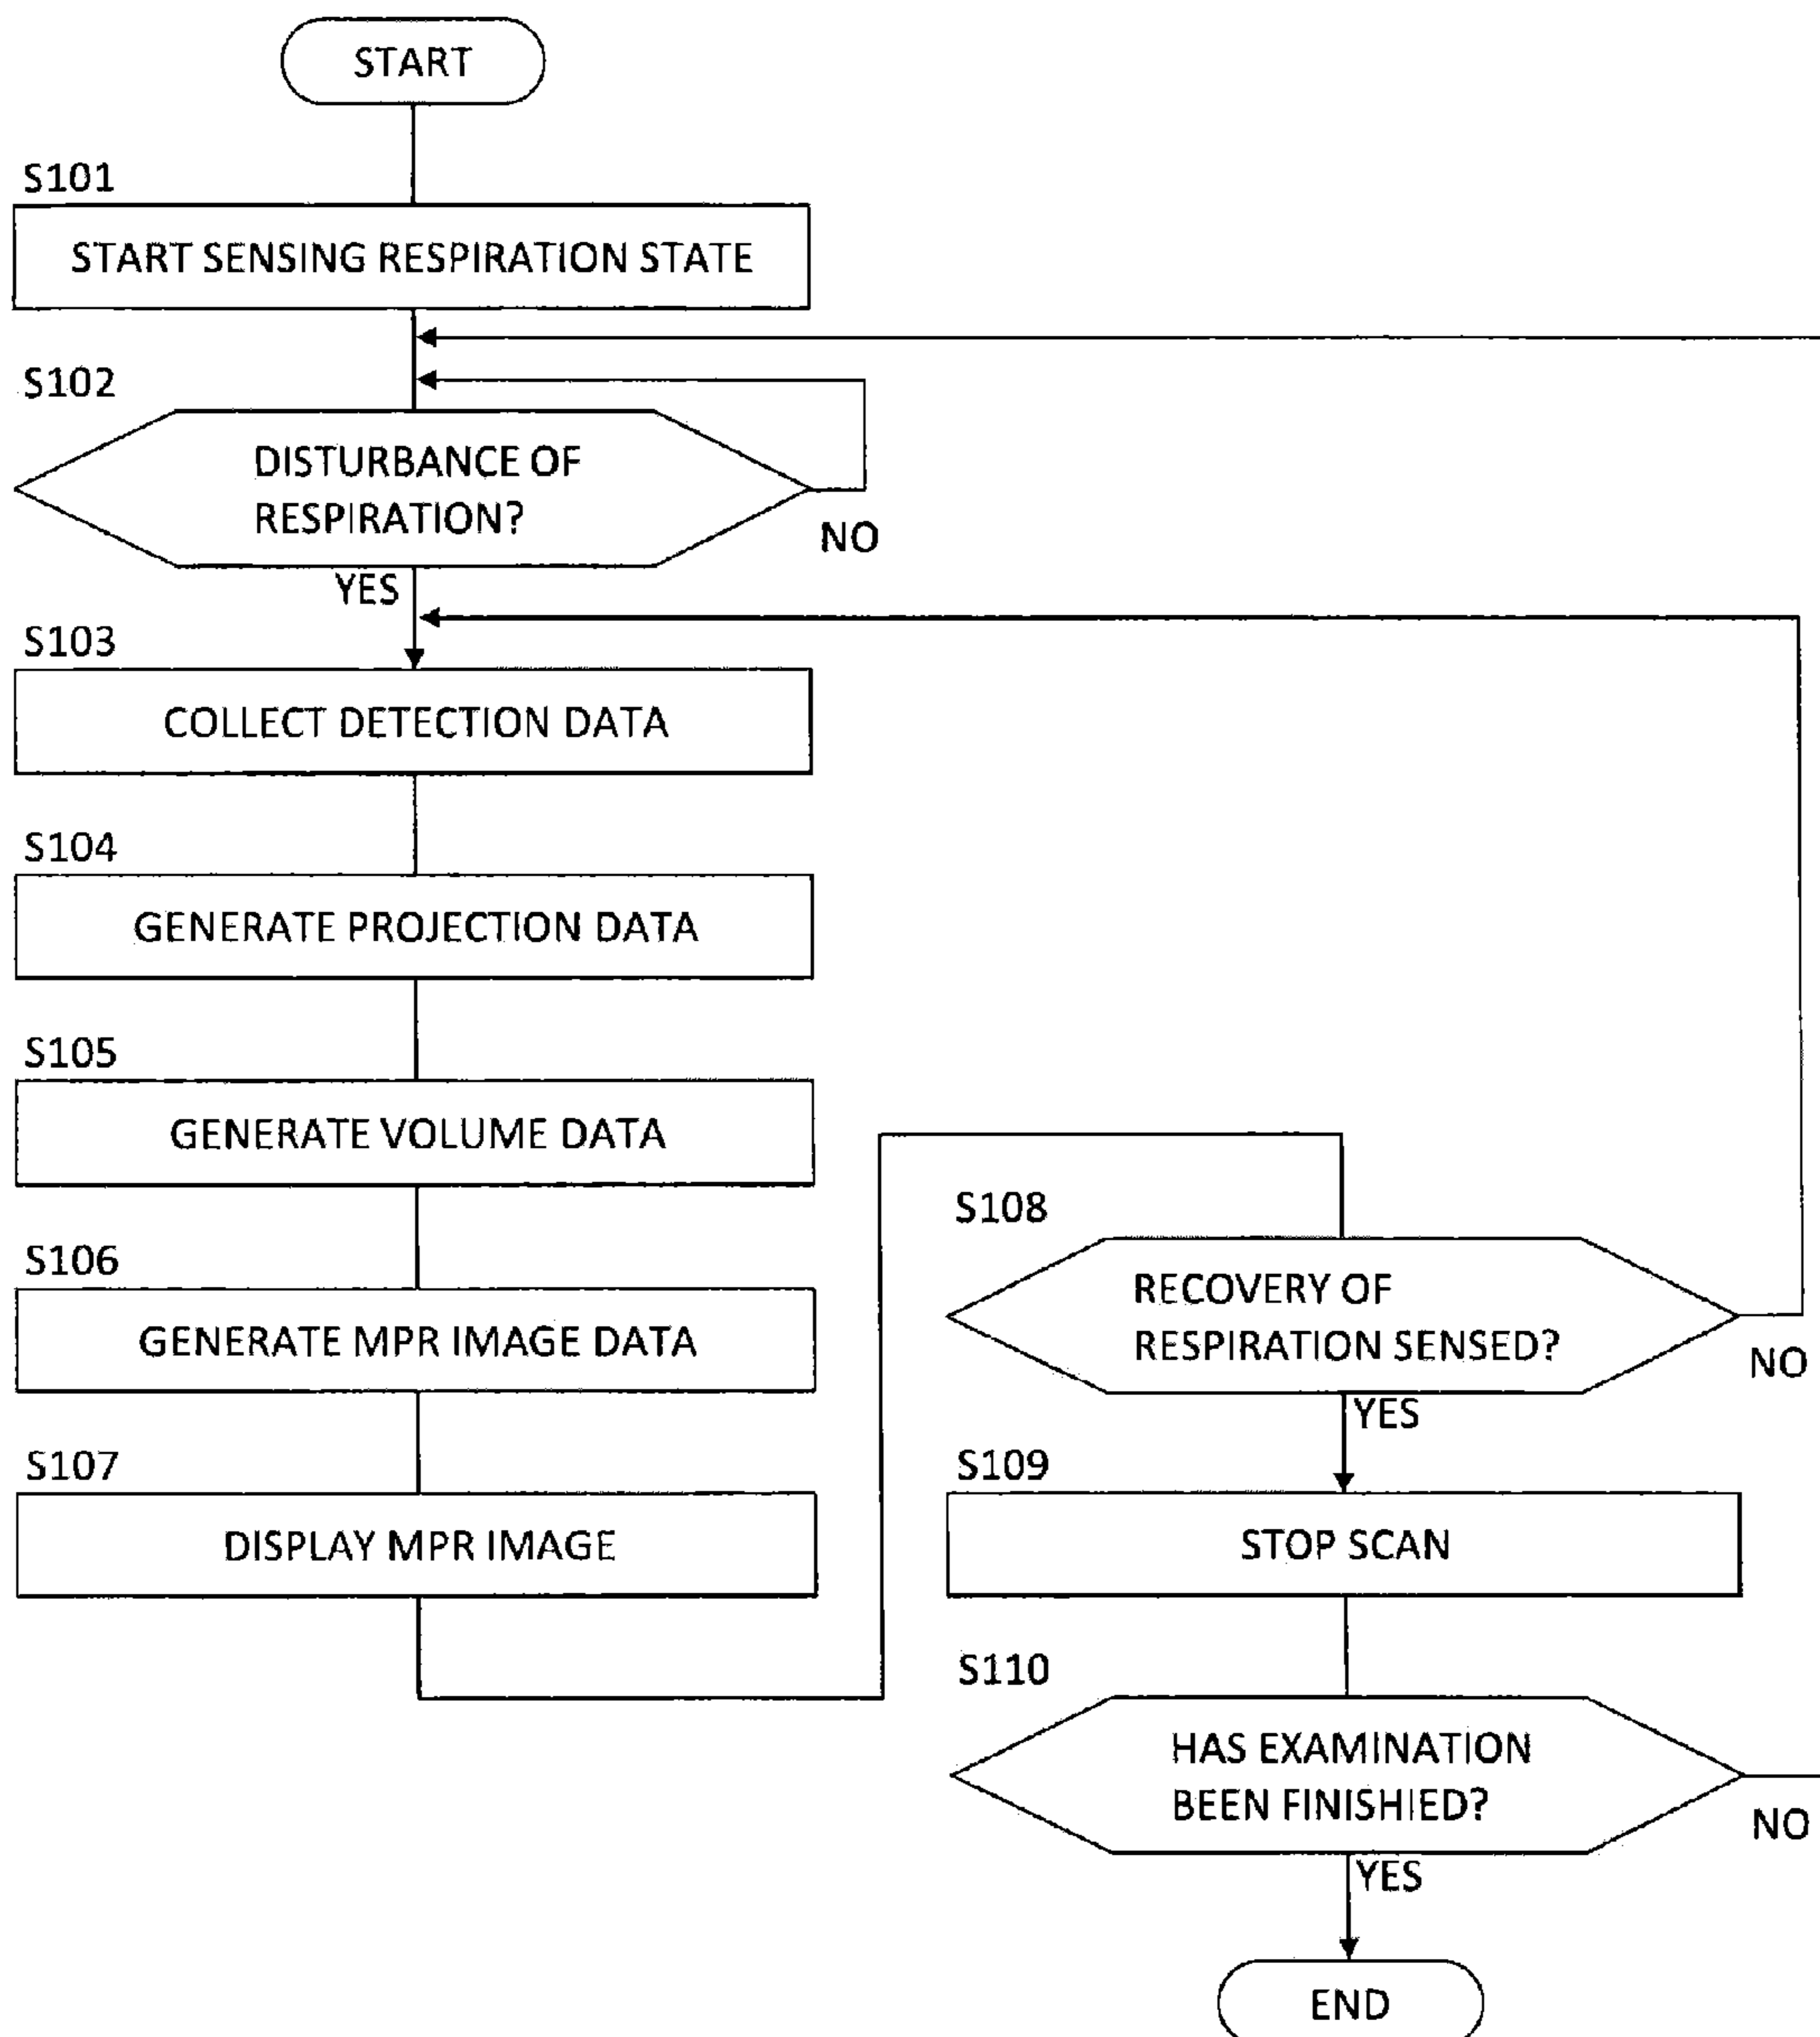 START
S101
START SENSING RESPIRATION STATE
S102
DISTURBANCE OF
RESPIRATION?
NO
YES
S103
COLLECT DETECTION DATA
S104
GENERATE PROJECTION DATA
S105
GENERATE VOLUME DATA
S106
GENERATE MPR IMAGE DATA
S107
DISPLAY MPR IMAGE
S108
RECOVERY OF
RESPIRATION SENSED?
NO
YES
S109
STOP SCAN
S110
HAS EXAMINATION
BEEN FINISHIED?
NO
YES
END